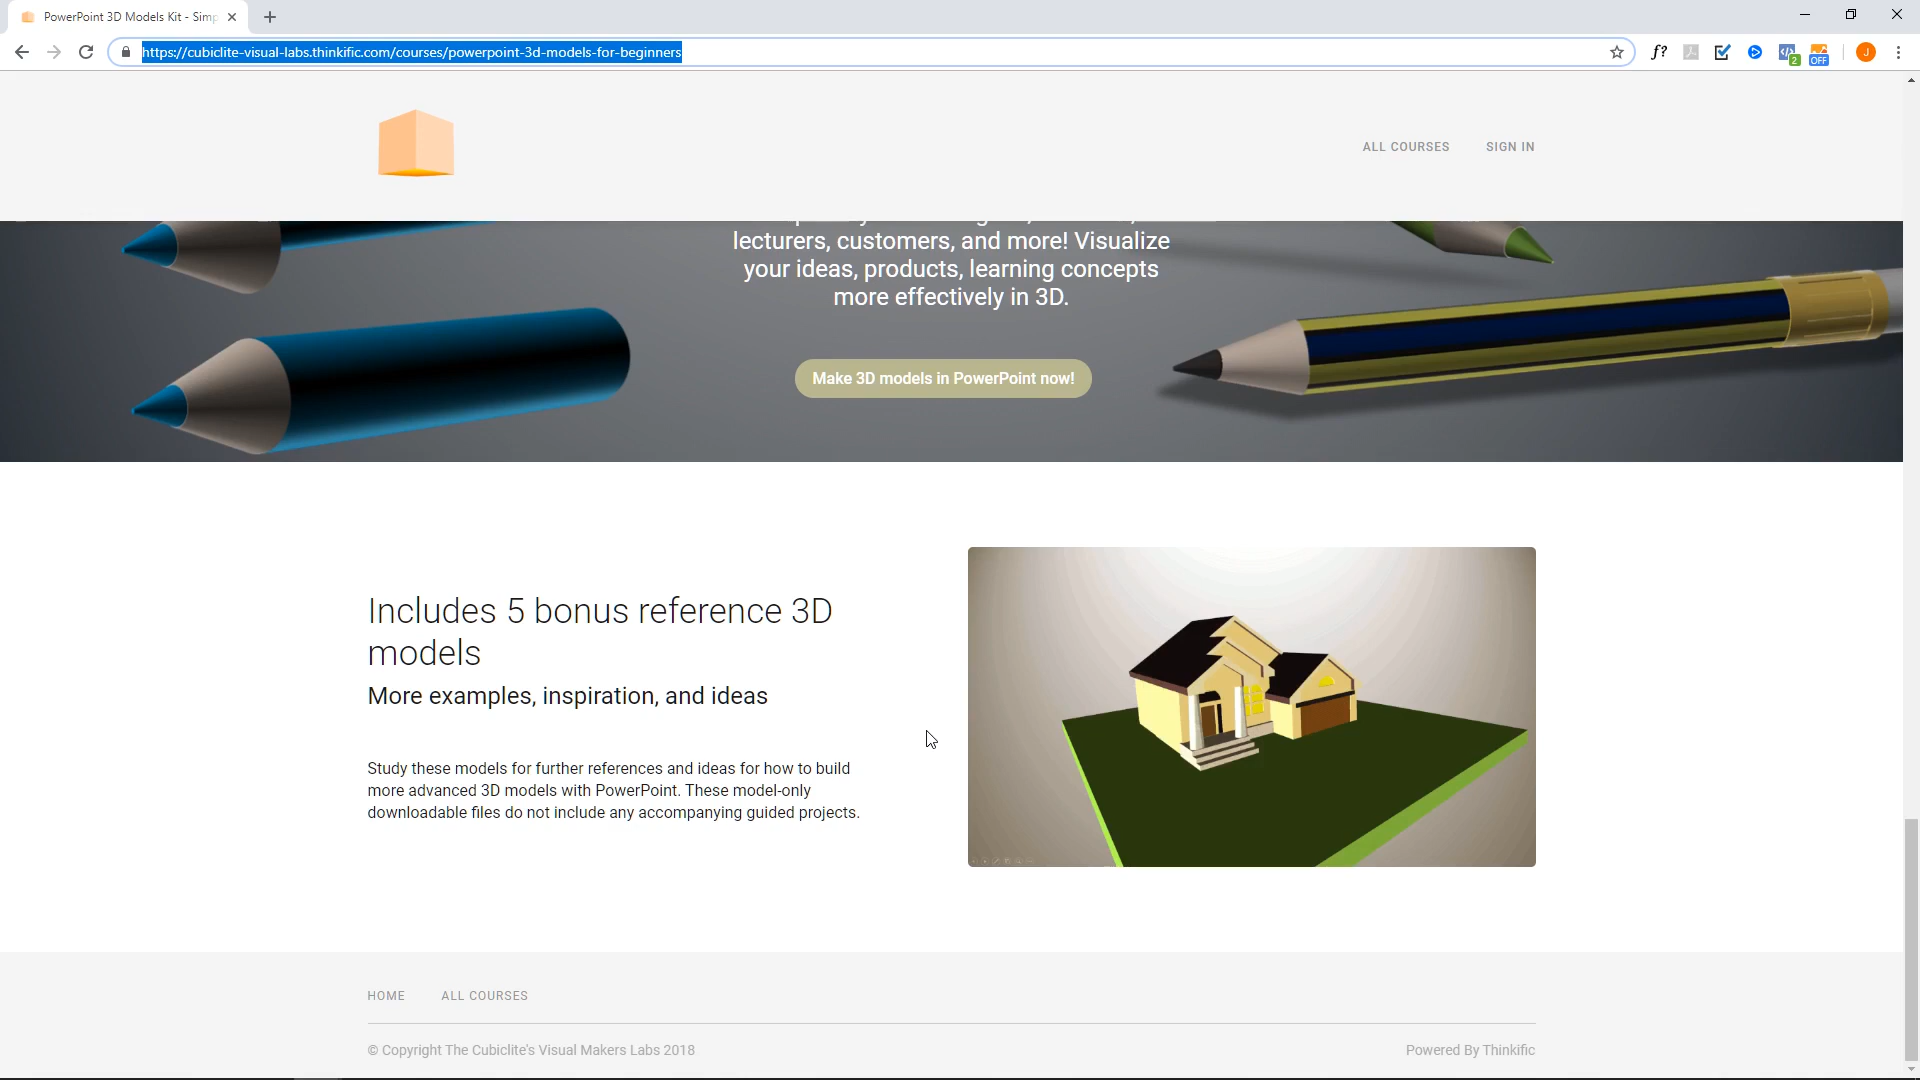 PowerPoint 3D Models Kit - Simp
https://cubiclite-visual-labs.thinkific.com/courses/powerpoint-3d-models-for-beginners
f?
2
OFF
J
ALL COURSES
SIGN IN
lecturers, customers, and more! Visualize
your ideas, products, learning concepts
more effectively in 3D.
Make 3D models in PowerPoint now!
Includes 5 bonus reference 3D
models
More examples, inspiration, and ideas
Study these models for further references and ideas for how to build
more advanced 3D models with PowerPoint. These model-only
downloadable files do not include any accompanying guided projects.
HOME
ALL COURSES
© Copyright The Cubiclite's Visual Makers Labs 2018
Powered By Thinkific